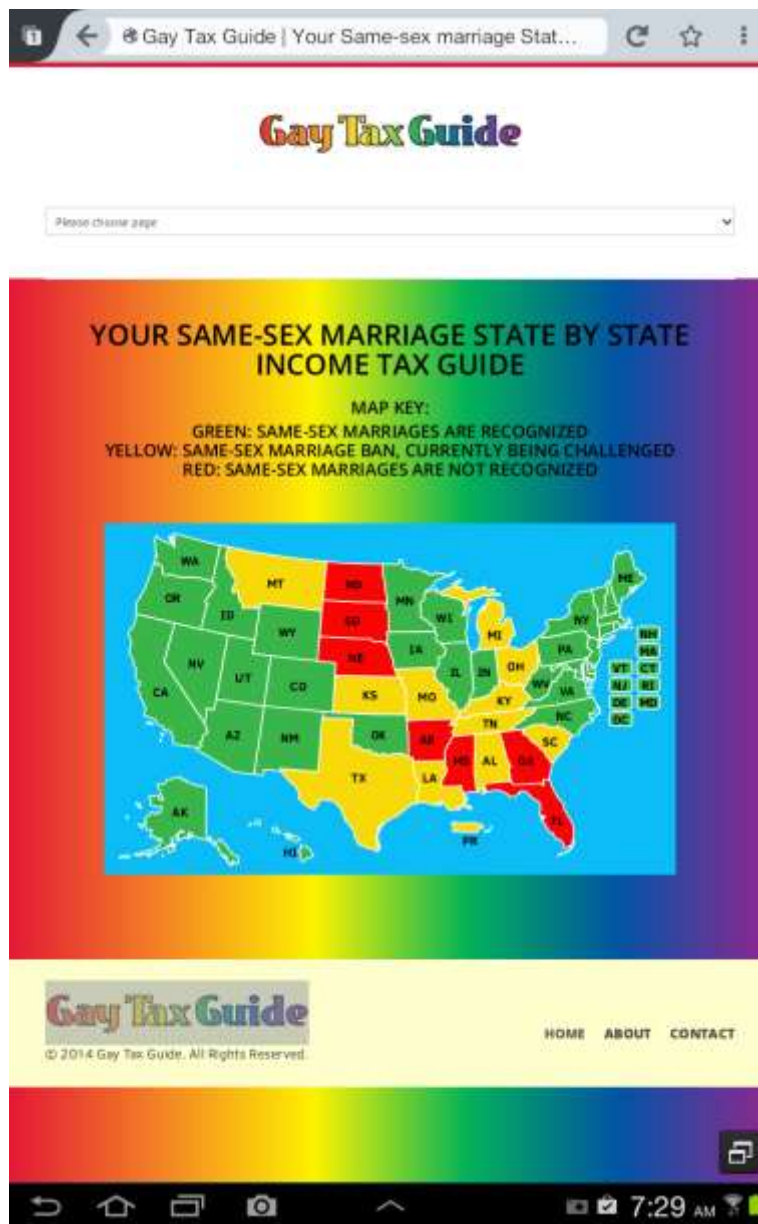 1
Gay Tax Guide | Your Same-sex marriage Stat...
Gay Tax Guide
Please choose page
YOUR SAME-SEX MARRIAGE STATE BY STATE
INCOME TAX GUIDE
MAP KEY:
GREEN: SAME-SEX MARRIAGES ARE RECOGNIZED
YELLOW: SAME-SEX MARRIAGE BAN, CURRENTLY BEING CHALLENGED
RED: SAME-SEX MARRIAGES ARE NOT RECOGNIZED
WA
MT
ND
ME
OR
MN
ID
SD
WI
NY
WY
MI
NH
NE
IA
PA
MA
NV
IL
IN
OH
VT CT
UT
CO
WV
NJ RI
CA
KS
MO
VA
KY
DE MD
NC
DC
AZ
NM
OK
TN
AR
SC
MS
AL
GA
TX
LA
AK
FL
PR
HI
Gay Tax Guide
© 2014 Gay Tax Guide. All Rights Reserved.
HOME ABOUT CONTACT
7:29 AM